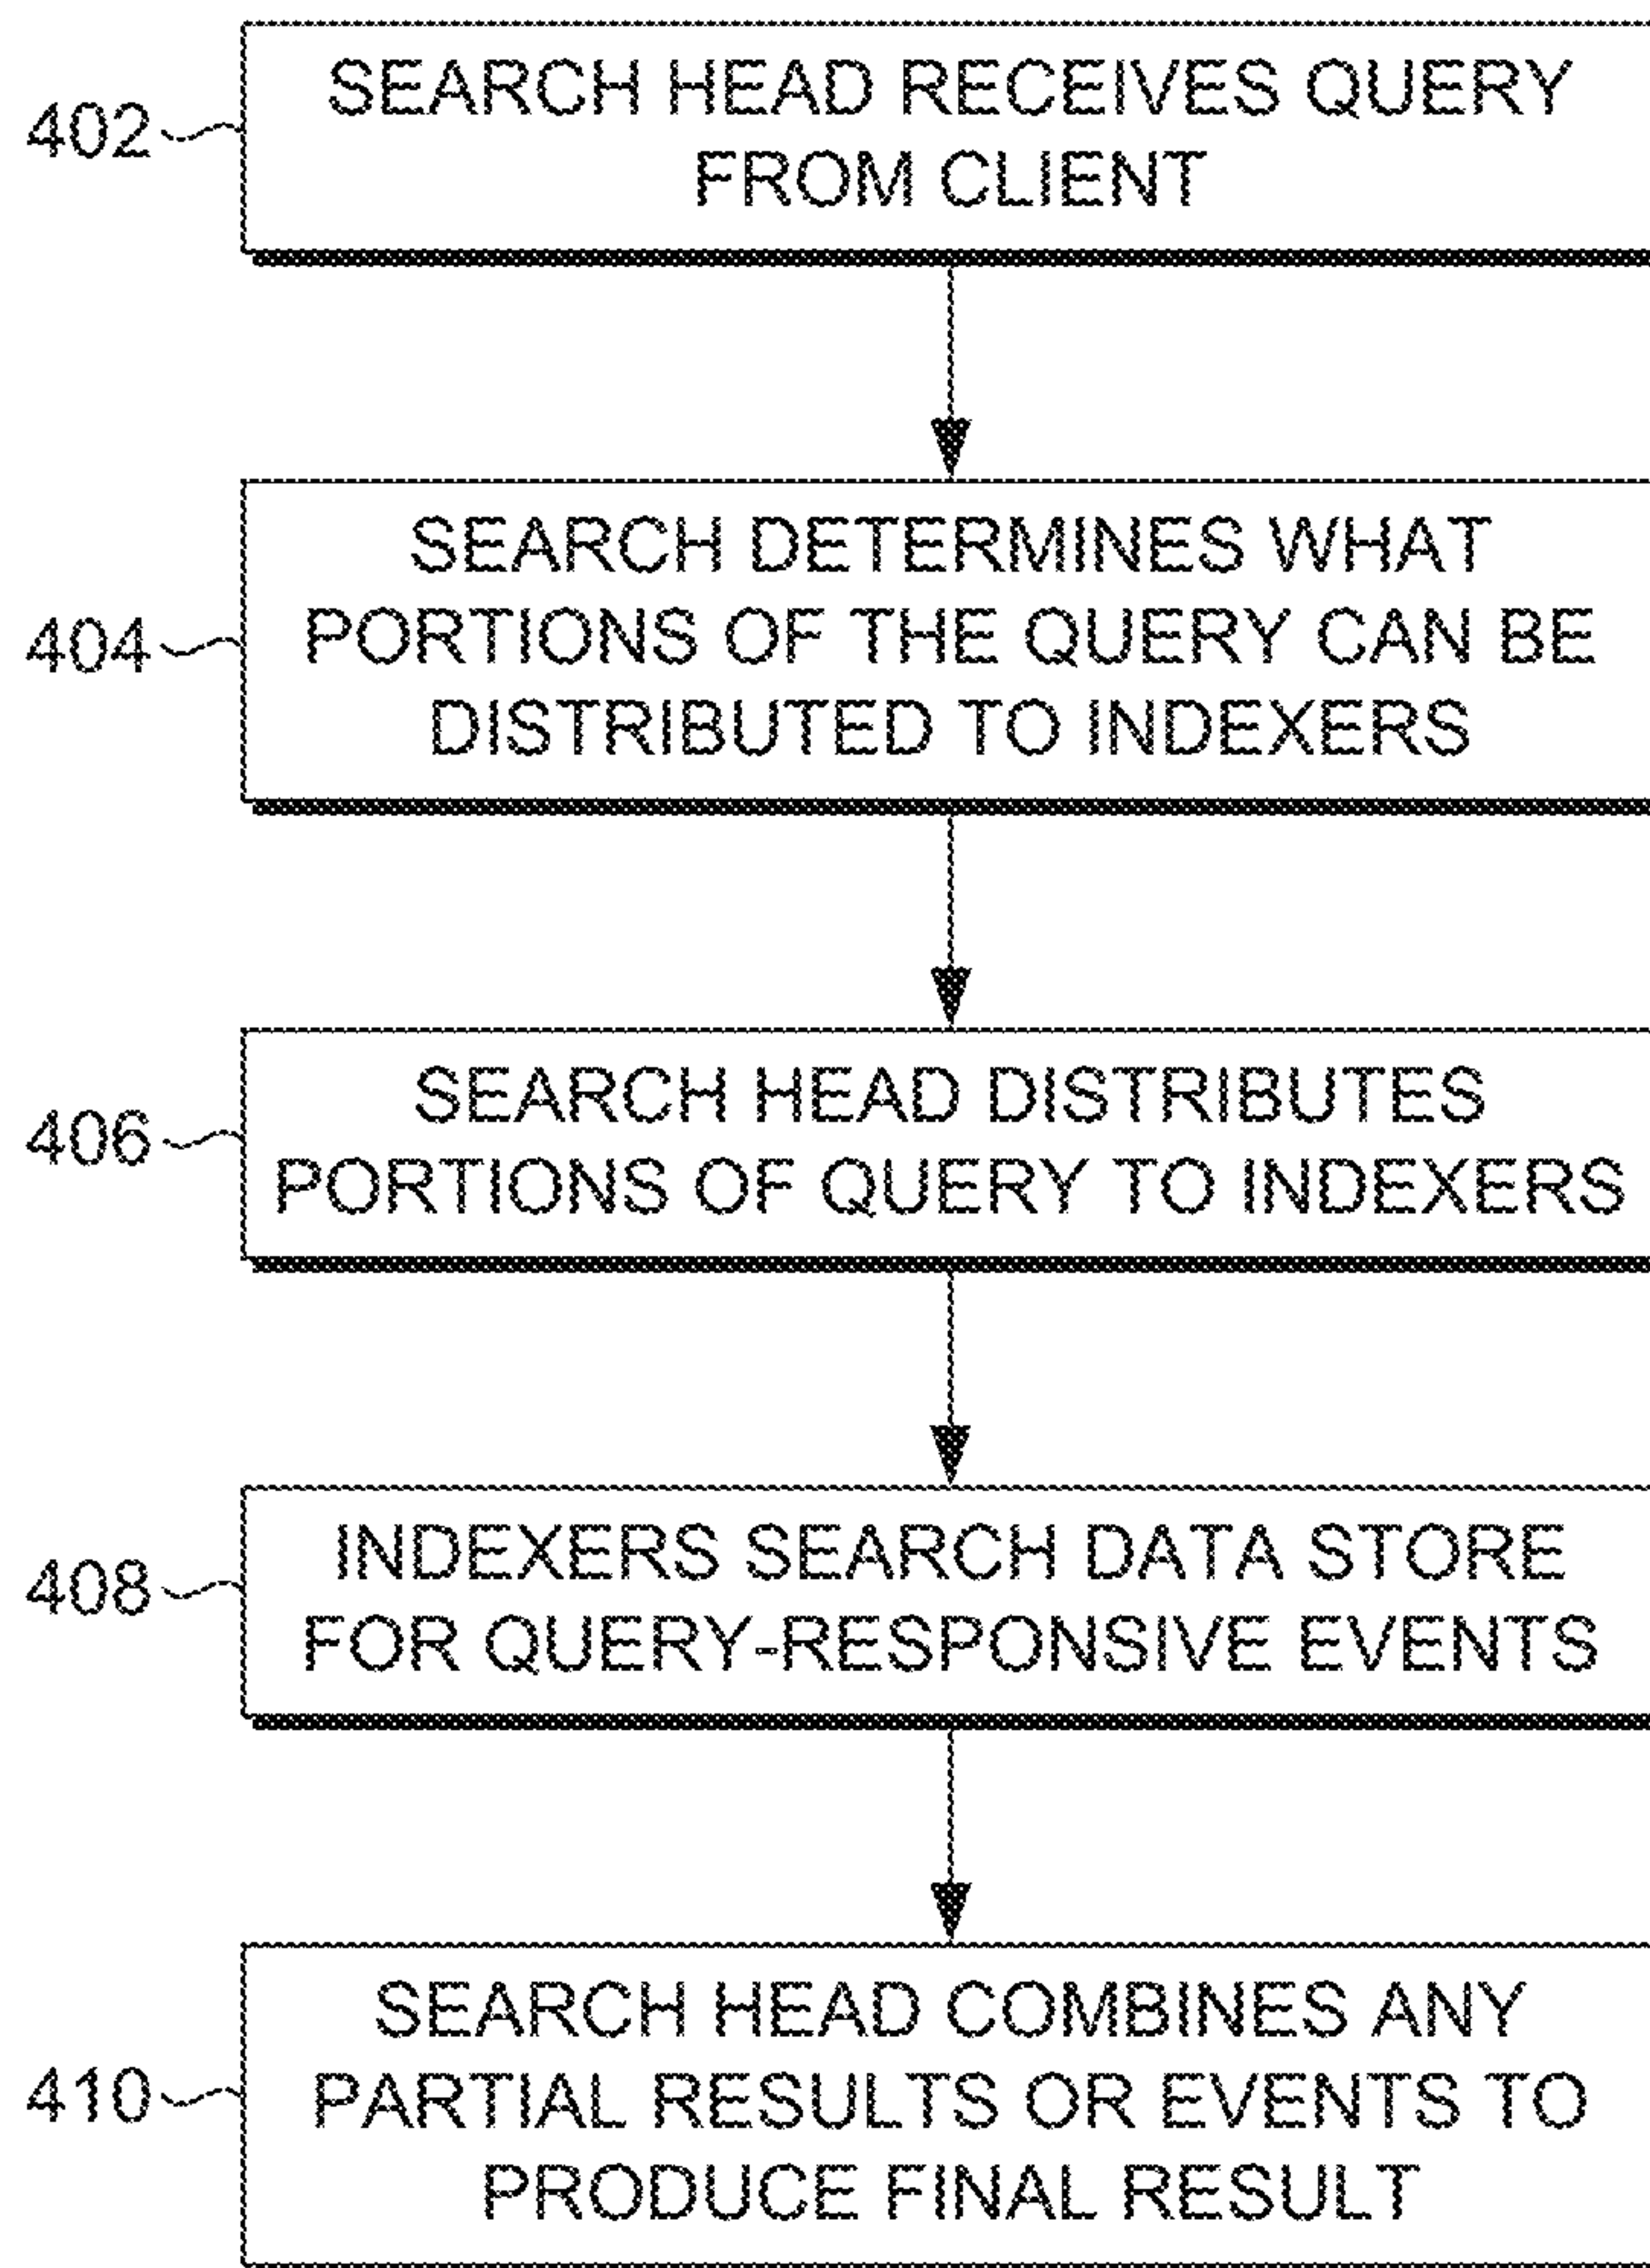 402
SEARCH HEAD RECEIVES QUERY
FROM CLIENT
404
SEARCH DETERMINES WHAT
PORTIONS OF THE QUERY CAN BE
DISTRIBUTED TO INDEXERS
406
SEARCH HEAD DISTRIBUTES
PORTIONS OF QUERY TO INDEXERS
408
INDEXERS SEARCH DATA STORE
FOR QUERY-RESPONSIVE EVENTS
410
SEARCH HEAD COMBINES ANY
PARTIAL RESULTS OR EVENTS TO
PRODUCE FINAL RESULT